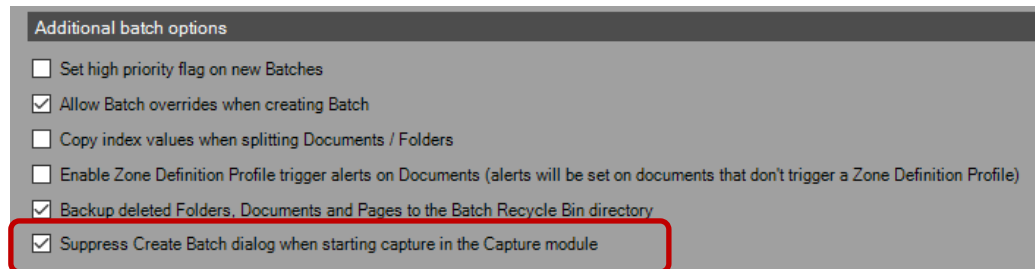 Additional batch options
Set high priority flag on new Batches
Allow Batch overrides when creating Batch
Copy index values when splitting Documents / Folders
Enable Zone Definition Profile trigger alerts on Documents (alerts will be set on documents that don't trigger a Zone Definition Profile)
Backup deleted Folders, Documents and Pages to the Batch Recycle Bin directory
Suppress Create Batch dialog when starting capture in the Capture module